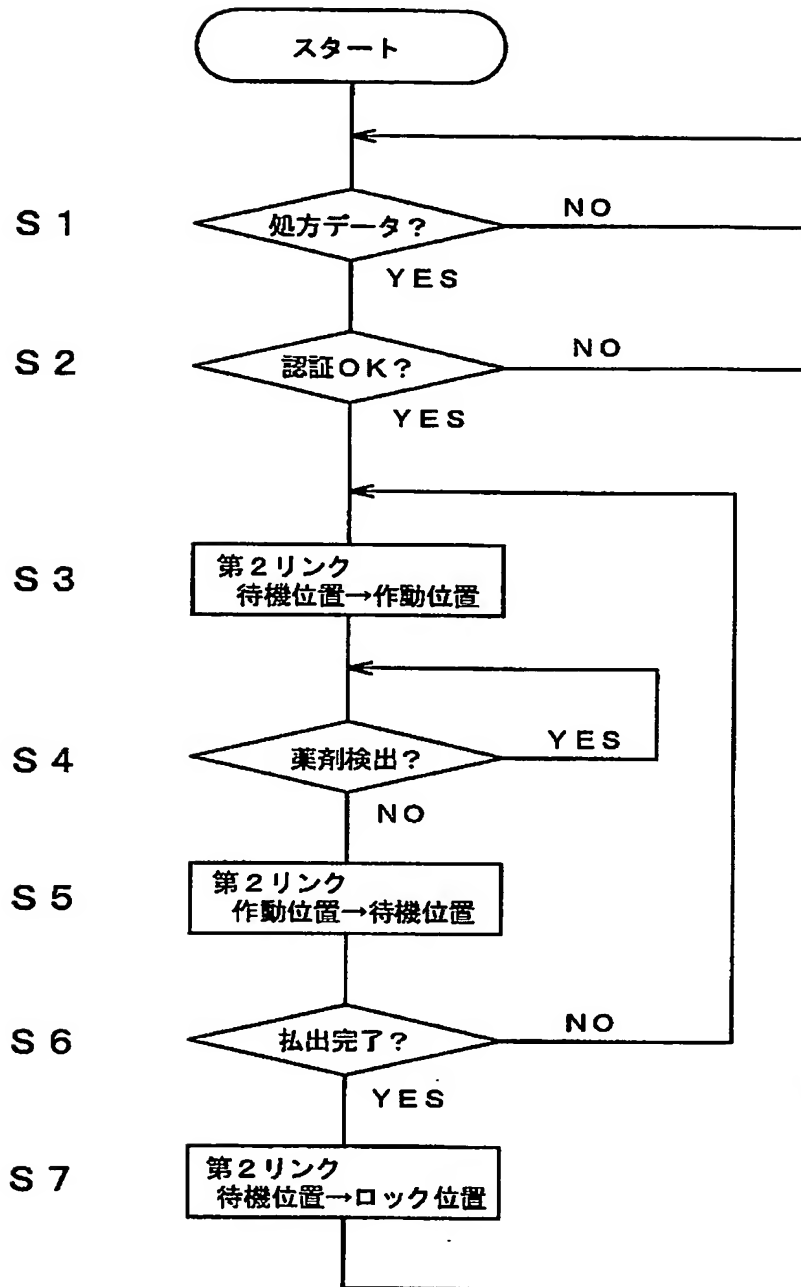 スタート
S 1
処方データ?
NO
YES
S 2
認証OK?
NO
YES
S 3
第2リンク
待機位置→作動位置
S 4
薬剤検出?
YES
NO
S 5
第2リンク
作動位置→待機位置
S 6
払出完了?
NO
YES
S 7
第2リンク
待機位置→ロック位置